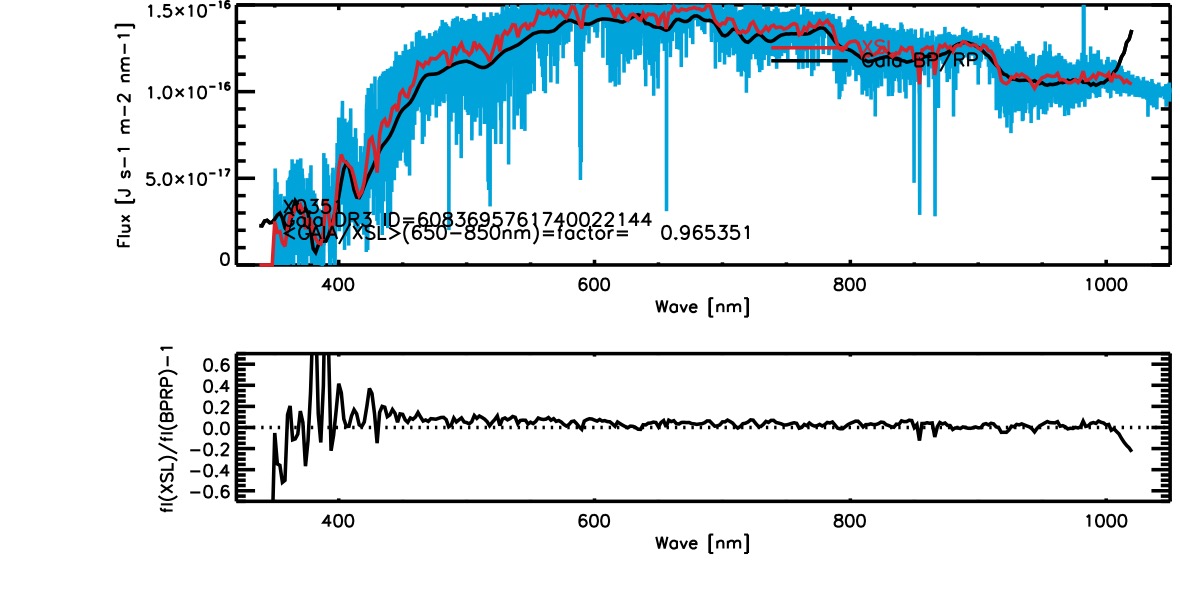 1.5×10−16
1.0×10−16
5.0×10−17
0
Flux [J s−1 m−2 nm−1]
XSL
Gaia BP/RP
X0351
Gaia DR3 ID=6083695761740022144
<GAIA/XSL>(650−850nm)=factor= 0.965351
400 600 800 1000
Wave [nm]
fl(XSL)/fl(BPRP)−1
0.6
0.4
0.2
0.0
−0.2
−0.4
−0.6
400 600 800 1000
Wave [nm]